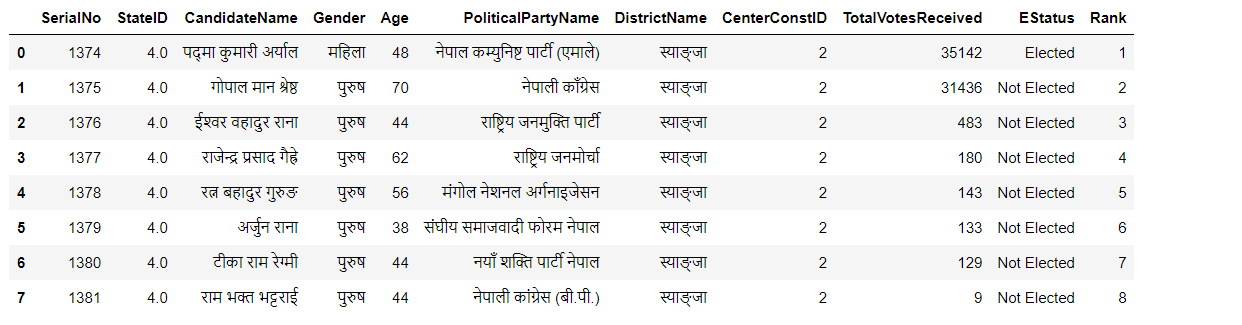 SerialNo StateID CandidateName Gender Age PoliticalPartyName DistrictName CenterConstID TotalVotesReceived EStatus Rank
0 1374 4.0 पद्‌मा कुमारी अर्याल महिला 48 नेपाल कम्युनिष्ट पार्टी (एमाले) स्याङ्जा 2 35142 Elected 1
1 1375 4.0 गोपाल मान श्रेष्ठ पुरुष 70 नेपाली काँग्रेस स्याङ्जा 2 31436 Not Elected 2
2 1376 4.0 ईश्वर वहादुर राना पुरुष 44 राष्ट्रिय जनमुक्ति पार्टी स्याङ्जा 2 483 Not Elected 3
3 1377 4.0 राजेन्द्र प्रसाद गैह्रे पुरुष 62 राष्ट्रिय जनमोर्चा स्याङ्जा 2 180 Not Elected 4
4 1378 4.0 रत्न बहादुर गुरुङ पुरुष 56 मंगोल नेशनल अर्गनाइजेसन स्याङ्जा 2 143 Not Elected 5
5 1379 4.0 अर्जुन राना पुरुष 38 संघीय समाजवादी फोरम नेपाल स्याङ्जा 2 133 Not Elected 6
6 1380 4.0 टीका राम रेग्मी पुरुष 44 नयाँ शक्ति पार्टी नेपाल स्याङ्जा 2 129 Not Elected 7
7 1381 4.0 राम भक्त भट्टराई पुरुष 44 नेपाली कांग्रेस (बी.पी.) स्याङ्जा 2 9 Not Elected 8